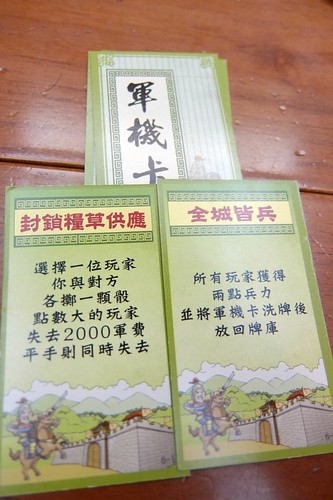 軍機卡
封鎖糧草供應
選擇一位玩家
你與對方
各擲一顆骰
點數大的玩家
失去2000軍費
平手則同時失去
全城皆兵
所有玩家獲得
兩點兵力
並將軍機卡洗牌後
放回牌庫